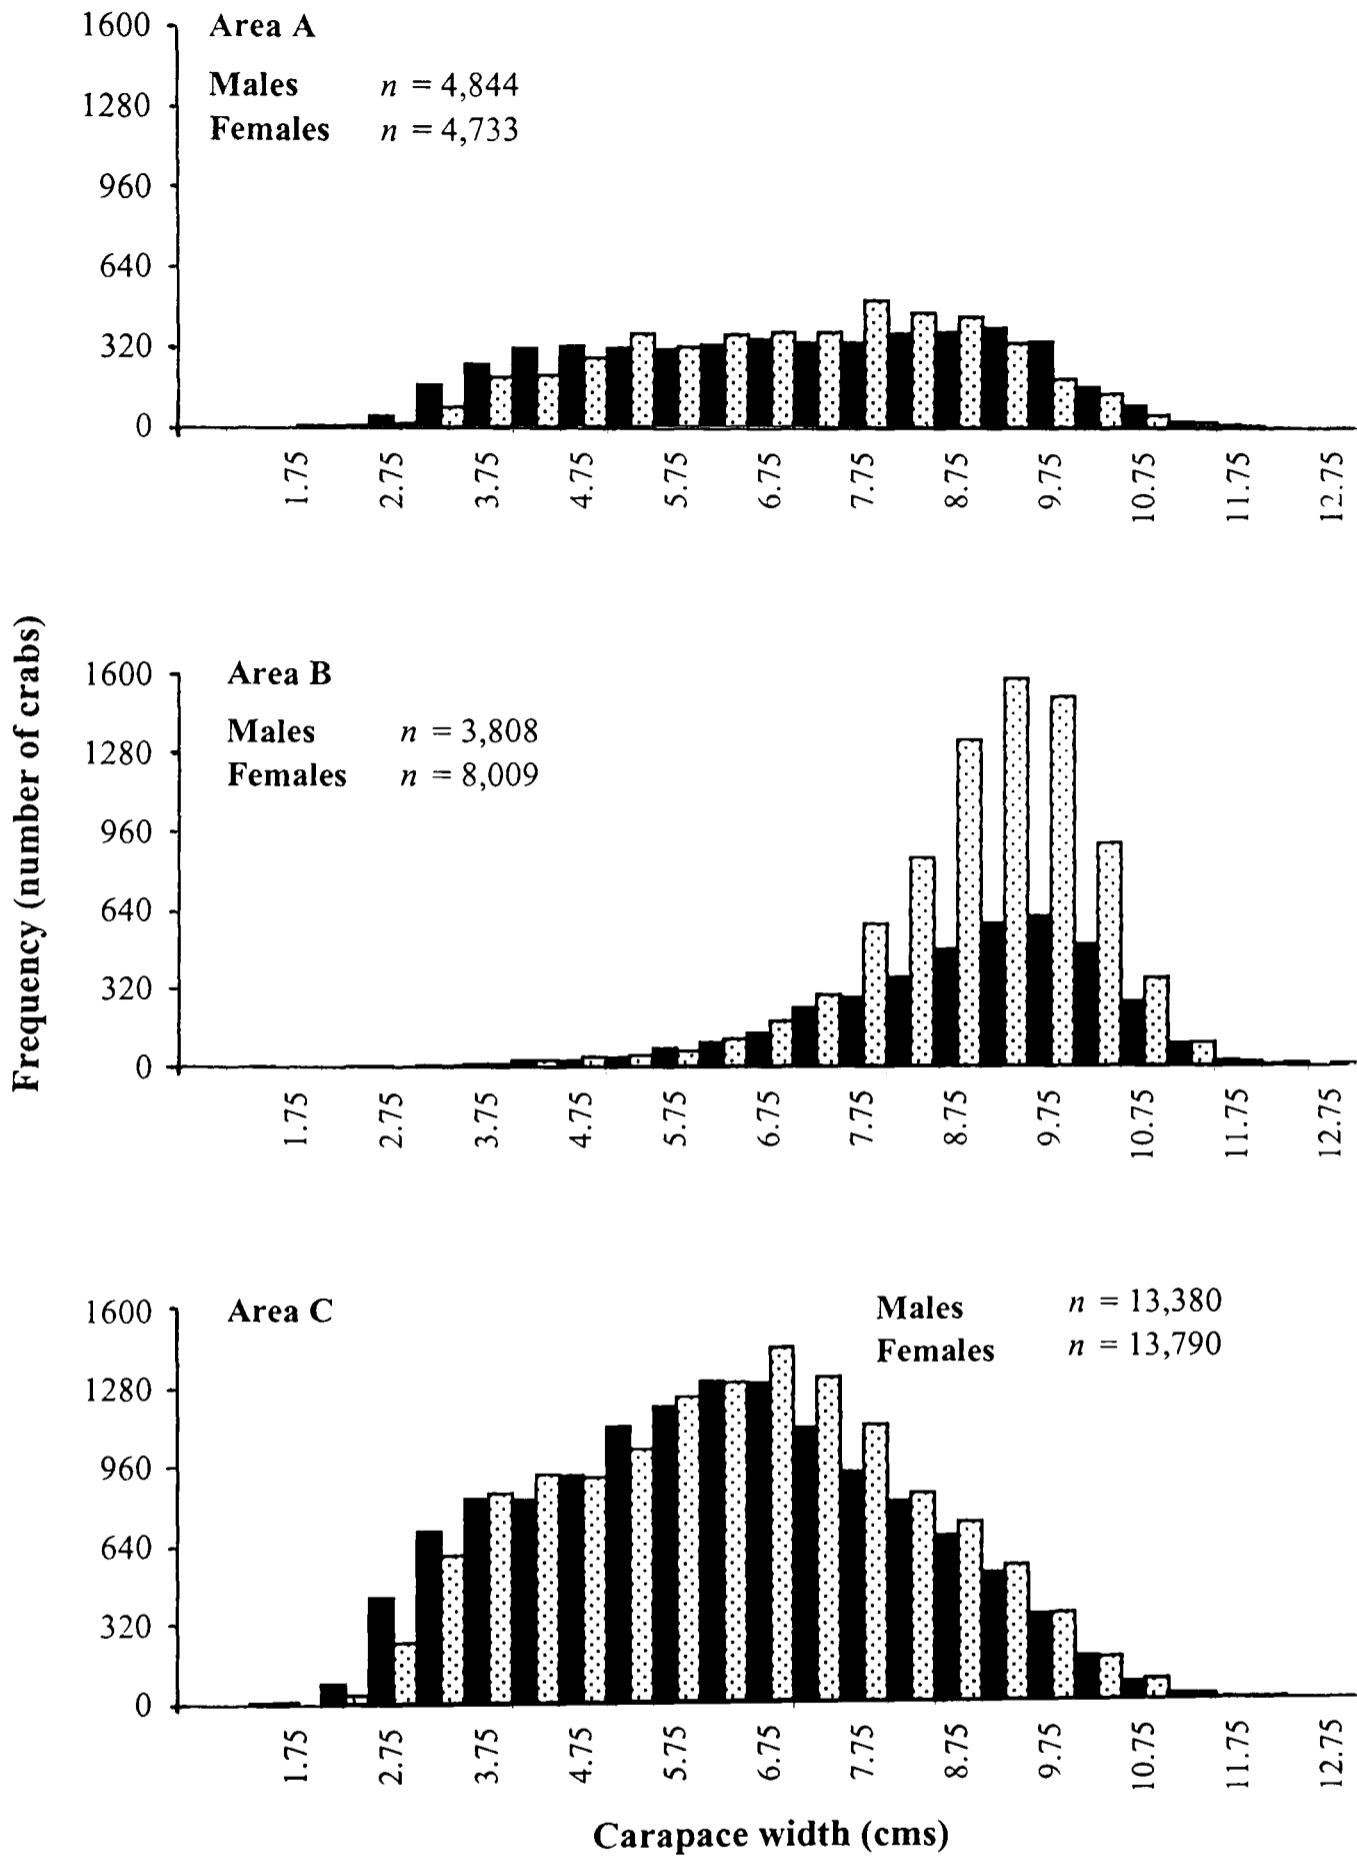 Frequency (number of crabs)
1600
1280
960
640
320
0
Area A
Males n = 4,844
Females n = 4,733
1.75 2.75 3.75 4.75 5.75 6.75 7.75 8.75 9.75 10.75 11.75 12.75
1600
1280
960
640
320
0
Area B
Males n = 3,808
Females n = 8,009
1.75 2.75 3.75 4.75 5.75 6.75 7.75 8.75 9.75 10.75 11.75 12.75
1600
1280
960
640
320
0
Area C
Males n = 13,380
Females n = 13,790
1.75 2.75 3.75 4.75 5.75 6.75 7.75 8.75 9.75 10.75 11.75 12.75
Carapace width (cms)